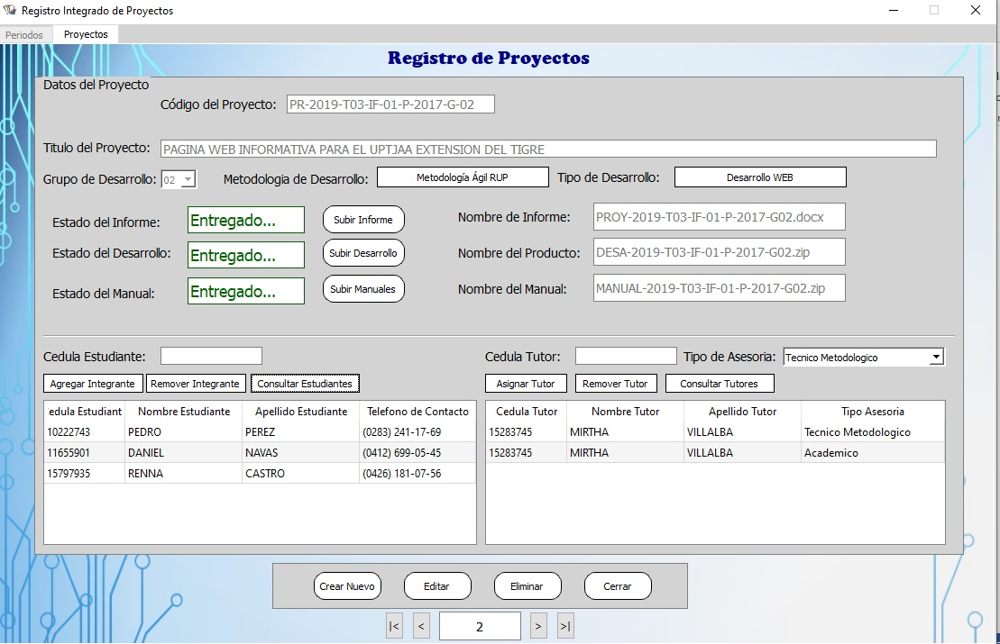 Registro Integrado de Proyectos
Periodos Proyectos
Registro de Proyectos
Datos del Proyecto
Código del Proyecto: PR-2019-T03-IF-01-P-2017-G-02
Titulo del Proyecto: PAGINA WEB INFORMATIVA PARA EL UPTJAA EXTENSION DEL TIGRE
Grupo de Desarrollo: 02 Metodologia de Desarrollo: Metodología Ágil RUP Tipo de Desarrollo: Desarrollo WEB
Estado del Informe: Entregado... Subir Informe Nombre de Informe: PROY-2019-T03-IF-01-P-2017-G02.docx
Estado del Desarrollo: Entregado... Subir Desarrollo Nombre del Producto: DESA-2019-T03-IF-01-P-2017-G02.zip
Estado del Manual: Entregado... Subir Manuales Nombre del Manual: MANUAL-2019-T03-IF-01-P-2017-G02.zip
Cedula Estudiante: Cedula Tutor: Tipo de Asesoria: Tecnico Metodologico
Agregar Integrante Remover Integrante Consultar Estudiantes Asignar Tutor Remover Tutor Consultar Tutores
edula Estudiant Nombre Estudiante Apellido Estudiante Telefono de Contacto Cedula Tutor Nombre Tutor Apellido Tutor Tipo Asesoria
10222743 PEDRO PEREZ (0283) 241-17-69 15283745 MIRTHA VILLALBA Tecnico Metodologico
11655901 DANIEL NAVAS (0412) 699-05-45 15283745 MIRTHA VILLALBA Academico
15797935 RENNA CASTRO (0426) 181-07-56
Crear Nuevo Editar Eliminar Cerrar
|< < 2 > >|